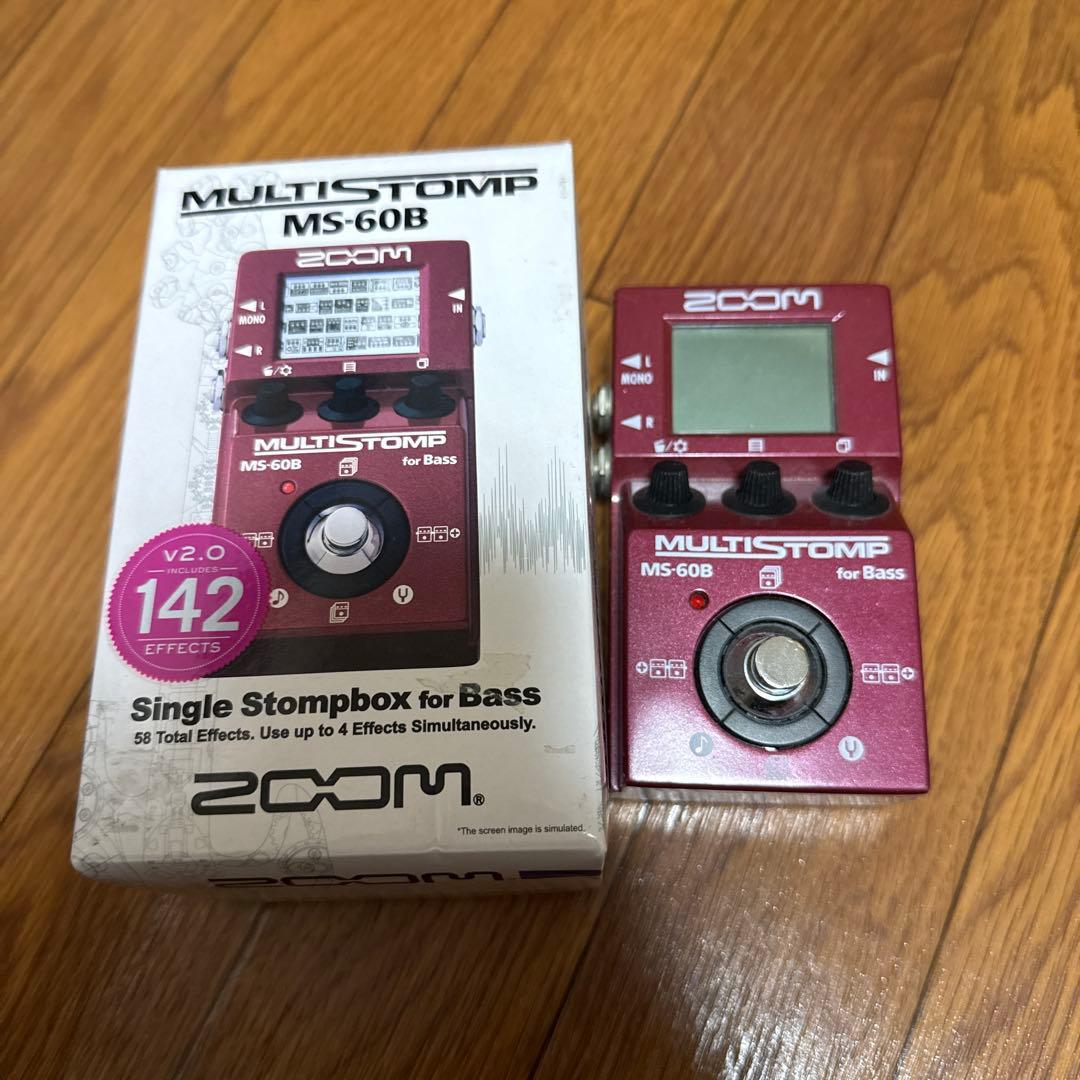 MULTISTOMP
MS-60B
ZOOM
L
MONO
R
IN
MULTISTOMP
MS-60B
for Bass
v2.0
INCLUDES
142
EFFECTS
Single Stompbox for Bass
58 Total Effects. Use up to 4 Effects Simultaneously.
ZOOM®
*The screen image is simulated.
ZOOM
ZOOM
L
MONO
R
IN
MULTISTOMP
MS-60B
for Bass